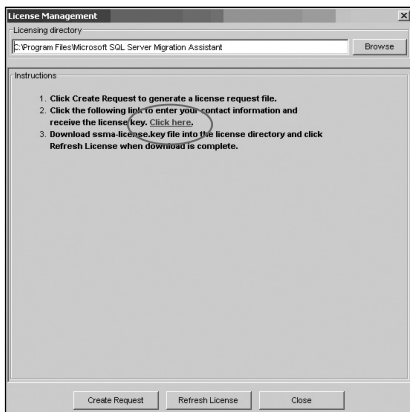 License Management
Licensing directory
C:\Program Files\Microsoft SQL Server Migration Assistant
Browse
Instructions
1. Click Create Request to generate a license request file.
2. Click the following link to enter your contact information and
receive the license key. Click here.
3. Download ssma-license.key file into the license directory and click
Refresh License when download is complete.
Create Request
Refresh License
Close